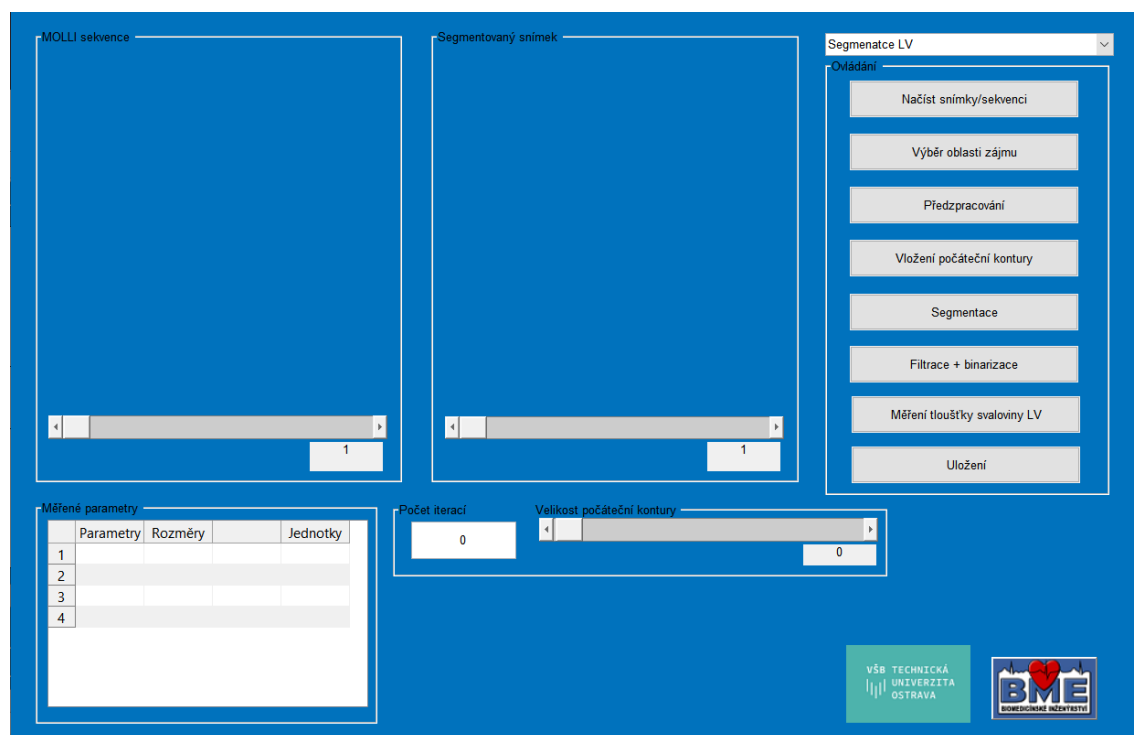 MOLLI sekvence
1
Segmentovaný snímek
1
Segmenatce LV
Ovládání
Načíst snímky/sekvenci
Výběr oblasti zájmu
Předzpracování
Vložení počáteční kontury
Segmentace
Filtrace + binarizace
Měření tloušťky svaloviny LV
Uložení
Měřené parametry
Parametry Rozměry Jednotky
1
2
3
4
Počet iterací
0
Velikost počáteční kontury
0
VŠB TECHNICKÁ
UNIVERZITA
OSTRAVA
BME
BIOMEDICÍNSKÉ INŽENÝRSTVÍ